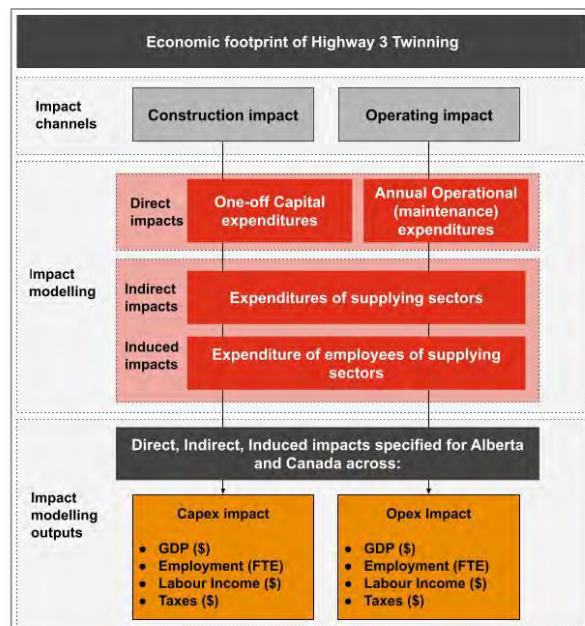 Economic footprint of Highway 3 Twinning
Impact
channels
Construction impact
Operating impact
Impact
modelling
Direct
impacts
One-off Capital
expenditures
Annual Operational
(maintenance)
expenditures
Indirect
impacts
Expenditures of supplying sectors
Induced
impacts
Expenditure of employees of supplying
sectors
Impact
modelling
outputs
Direct, Indirect, Induced impacts specified for Alberta
and Canada across:
Capex impact
● GDP ($)
● Employment (FTE)
● Labour Income ($)
● Taxes ($)
Opex Impact
● GDP ($)
● Employment (FTE)
● Labour Income ($)
● Taxes ($)